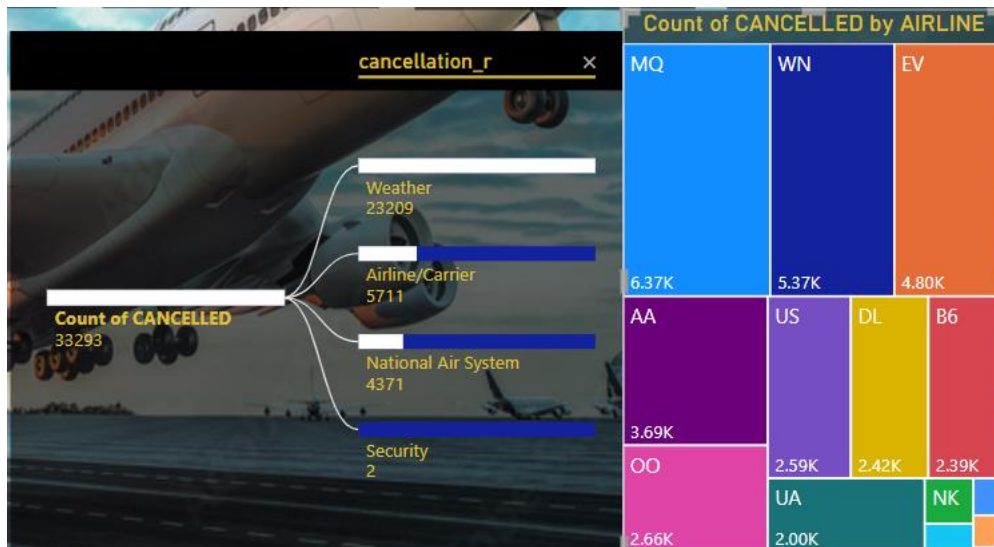 cancellation_r ×
Weather
23209
Airline/Carrier
5711
Count of CANCELLED
33293
National Air System
4371
Security
2
Count of CANCELLED by AIRLINE
MQ
6.37K
WN
5.37K
EV
4.80K
AA
3.69K
OO
2.66K
US
2.59K
DL
2.42K
B6
2.39K
UA
2.00K
NK